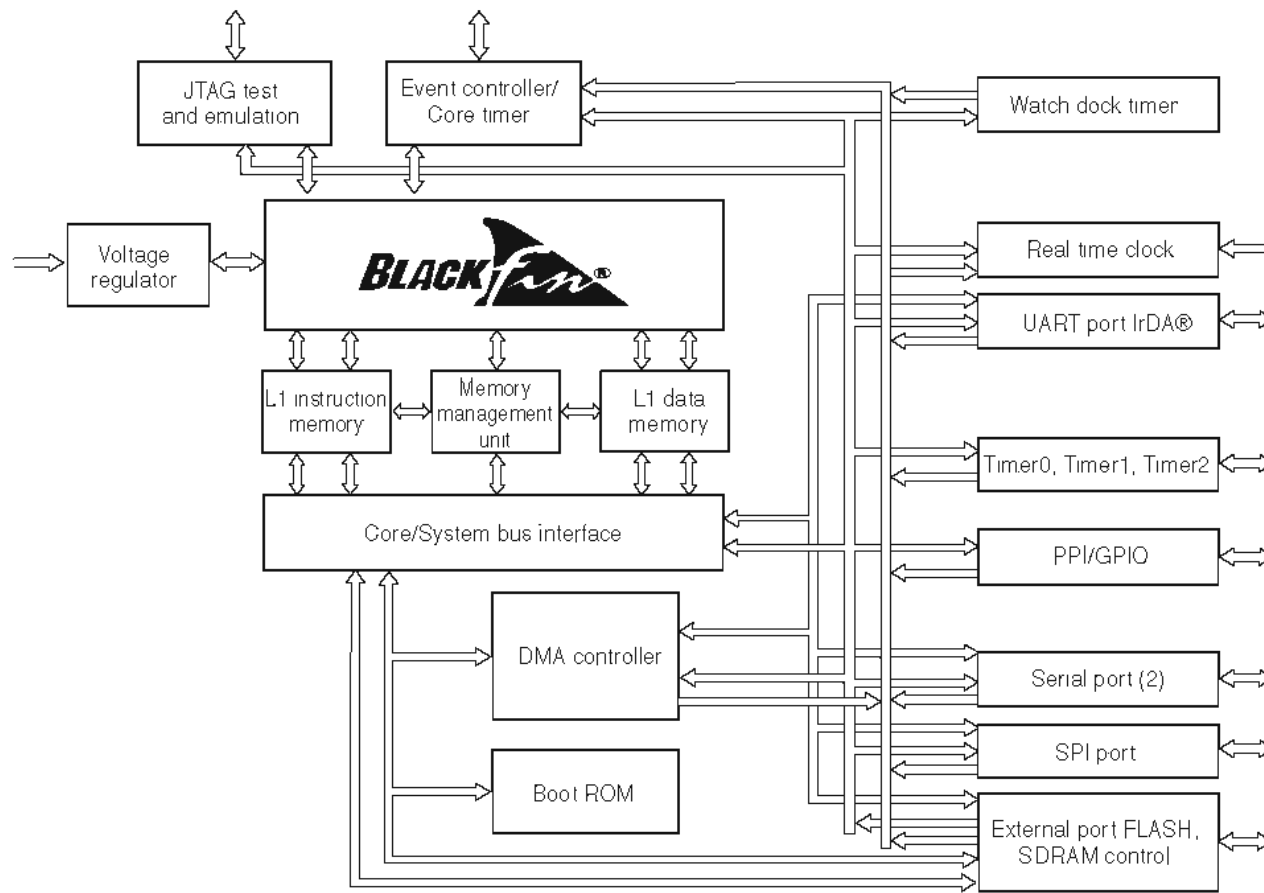 JTAG test
and emulation
Event controller/
Core timer
Watch dock timer
Voltage
regulator
BLACKfin®
Real time clock
UART port IrDA®
L1 instruction
memory
Memory
management
unit
L1 data
memory
Timer0, Timer1, Timer2
Core/System bus interface
PPI/GPIO
DMA controller
Serial port (2)
SPI port
Boot ROM
External port FLASH,
SDRAM control